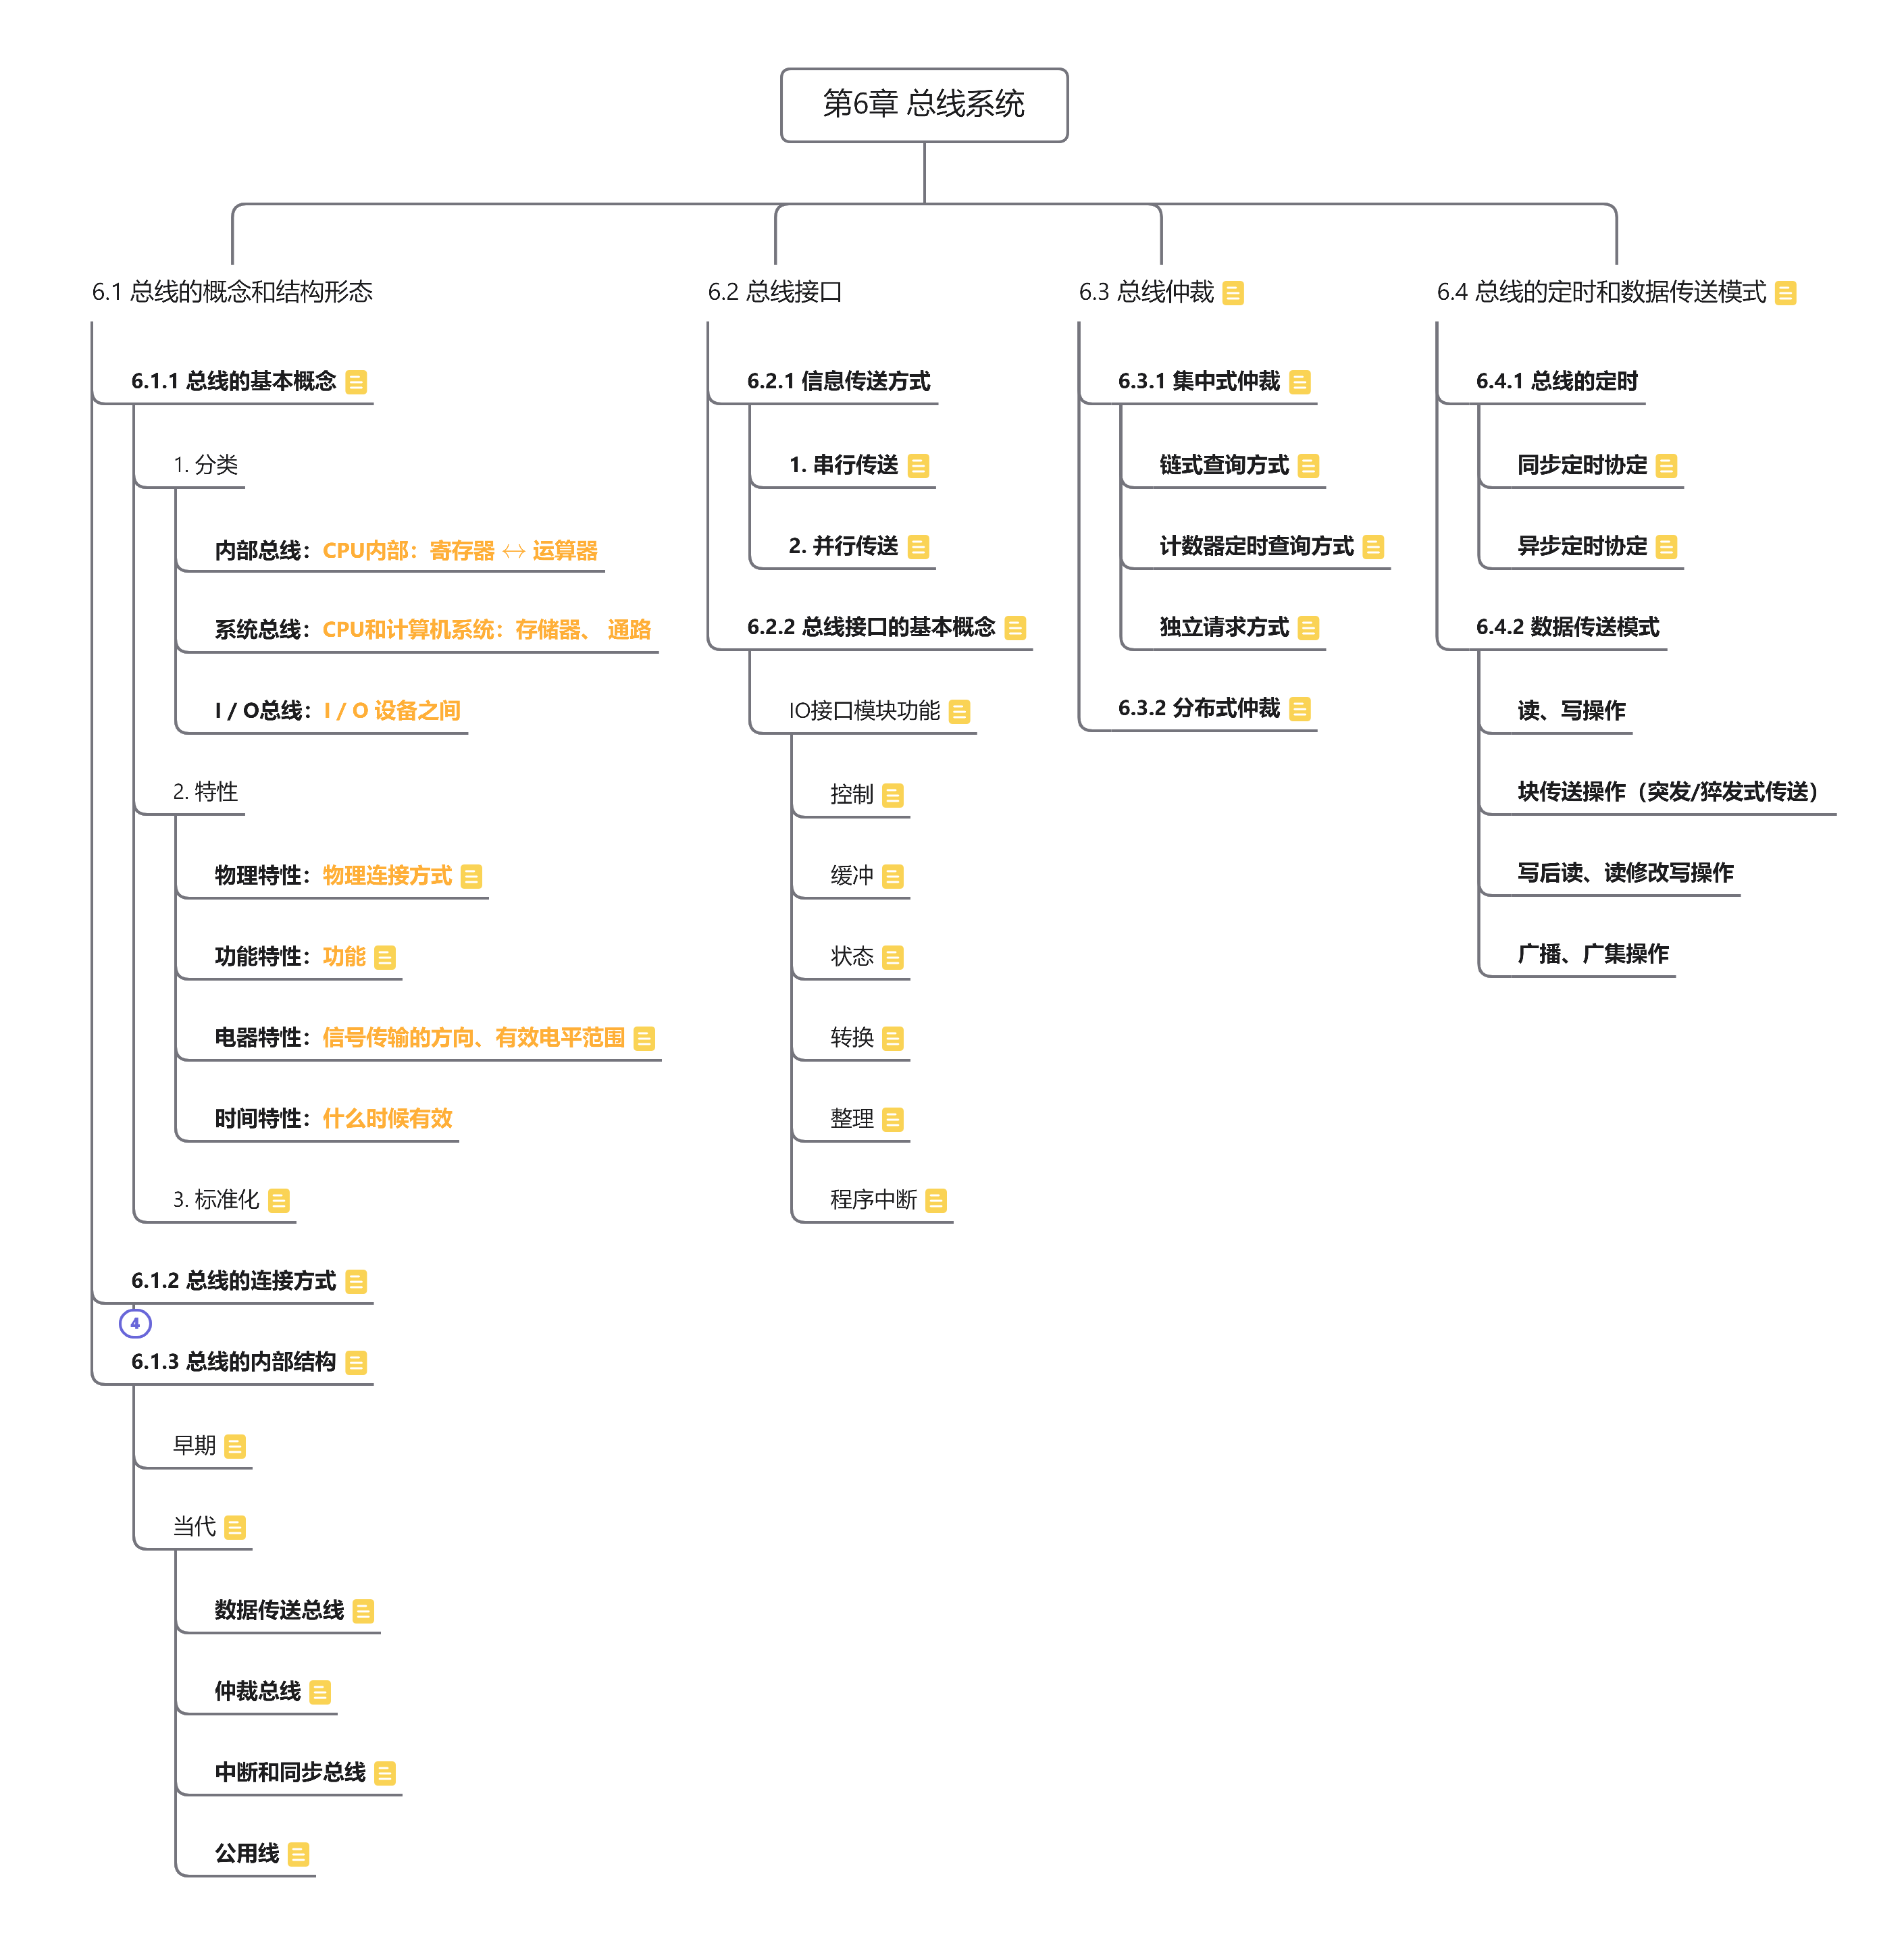 第6章 总线系统
6.1 总线的概念和结构形态
6.1.1 总线的基本概念
1. 分类
内部总线：CPU内部：寄存器 ↔ 运算器
系统总线：CPU和计算机系统：存储器、 通路
I / O总线：I / O 设备之间
2. 特性
物理特性：物理连接方式
功能特性：功能
电器特性：信号传输的方向、有效电平范围
时间特性：什么时候有效
3. 标准化
6.1.2 总线的连接方式
4
6.1.3 总线的内部结构
早期
当代
数据传送总线
仲裁总线
中断和同步总线
公用线
6.2 总线接口
6.2.1 信息传送方式
1. 串行传送
2. 并行传送
6.2.2 总线接口的基本概念
IO接口模块功能
控制
缓冲
状态
转换
整理
程序中断
6.3 总线仲裁
6.3.1 集中式仲裁
链式查询方式
计数器定时查询方式
独立请求方式
6.3.2 分布式仲裁
6.4 总线的定时和数据传送模式
6.4.1 总线的定时
同步定时协定
异步定时协定
6.4.2 数据传送模式
读、写操作
块传送操作（突发/猝发式传送）
写后读、读修改写操作
广播、广集操作